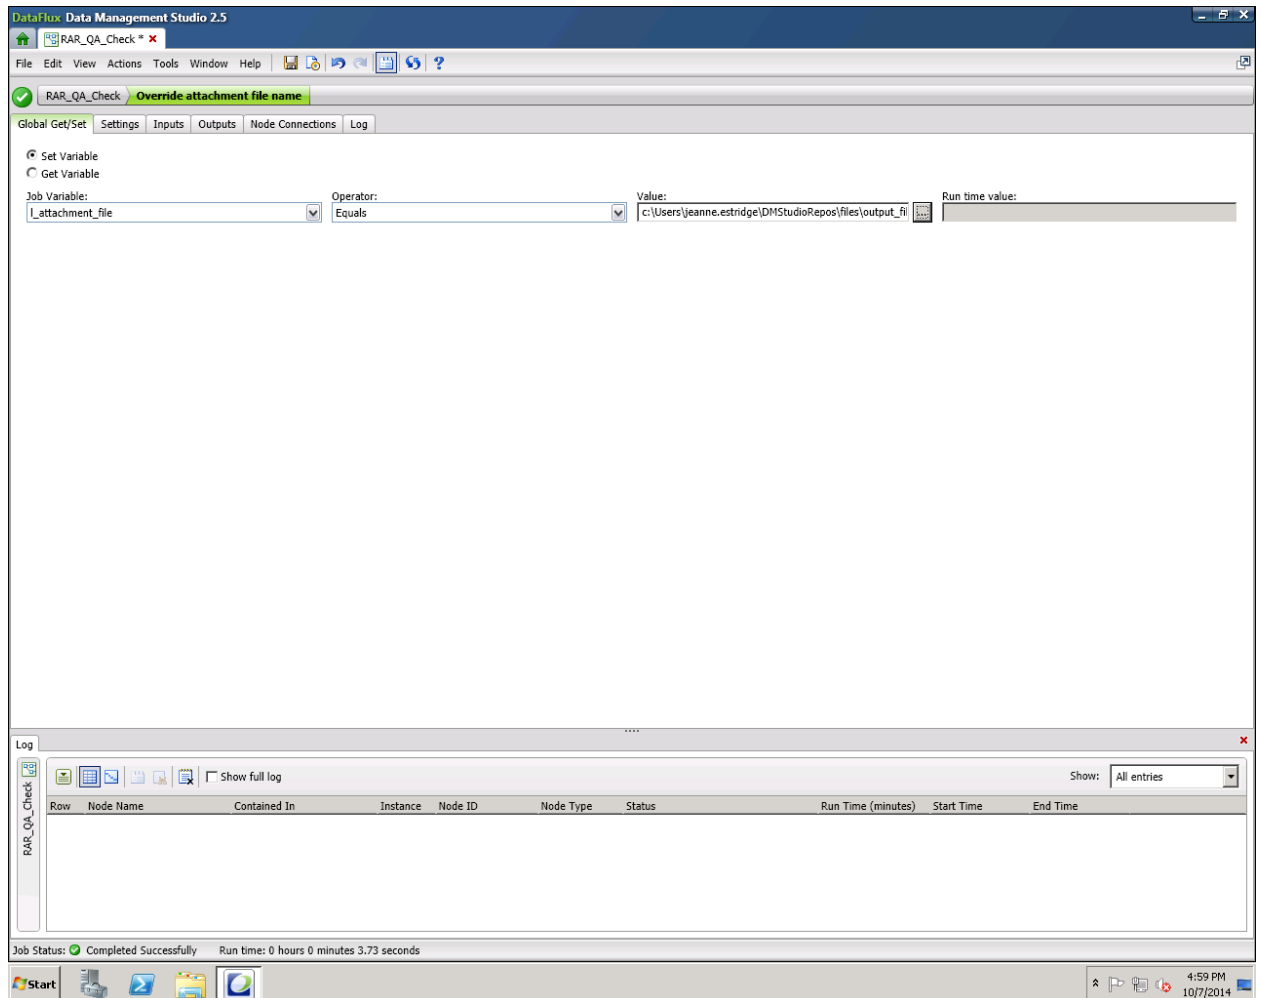 DataFlux Data Management Studio 2.5
RAR_QA_Check *
File Edit View Actions Tools Window Help
RAR_QA_Check Override attachment file name
Global Get/Set Settings Inputs Outputs Node Connections Log
Set Variable
Get Variable
Job Variable: Operator: Value: Run time value:
l_attachment_file Equals c:\Users\jeanne.estridge\DMStudioRepos\files\output_fil ...
Log
RAR_QA_Check
Show full log Show: All entries
Row Node Name Contained In Instance Node ID Node Type Status Run Time (minutes) Start Time End Time
Job Status: Completed Successfully Run time: 0 hours 0 minutes 3.73 seconds
Start 4:59 PM
10/7/2014